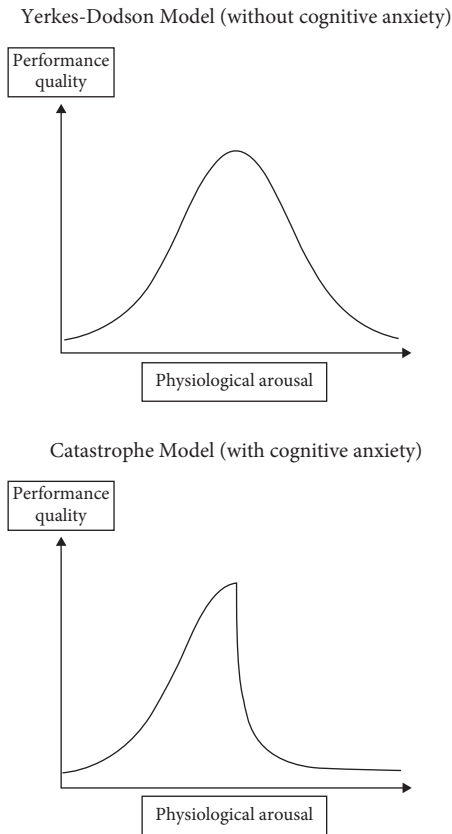 Yerkes-Dodson Model (without cognitive anxiety)
Performance
quality
Physiological arousal
Catastrophe Model (with cognitive anxiety)
Performance
quality
Physiological arousal